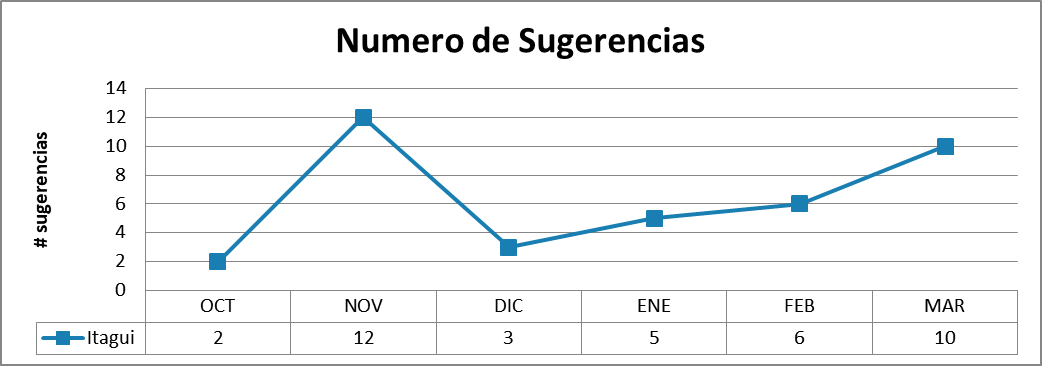 Numero de Sugerencias
# sugerencias
14
12
10
8
6
4
2
0
OCT NOV DIC ENE FEB MAR
Itagui 2 12 3 5 6 10